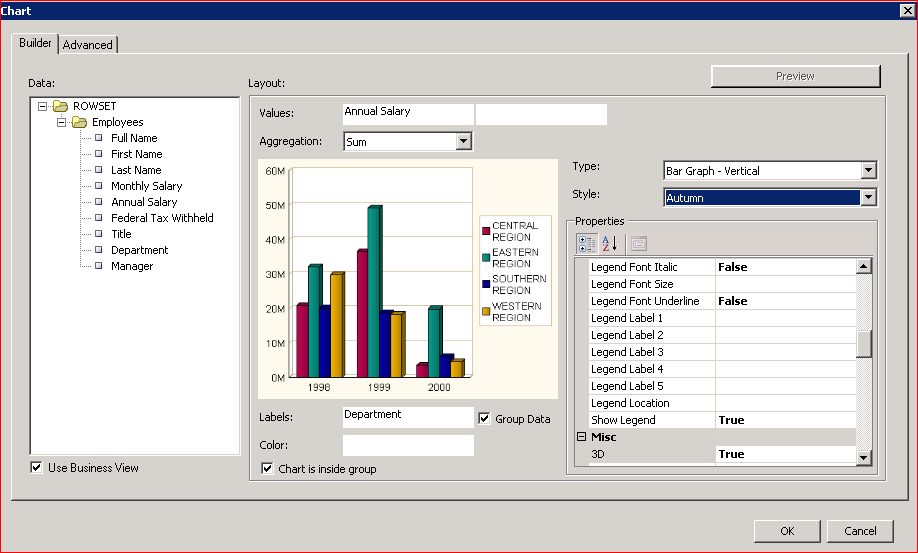 Chart
Builder
Advanced
Data:
ROWSET
Employees
Full Name
First Name
Last Name
Monthly Salary
Annual Salary
Federal Tax Withheld
Title
Department
Manager
Use Business View
Layout:
Preview
Values:
Annual Salary
Aggregation:
Sum
60M
50M
40M
30M
20M
10M
0M
1998
1999
2000
CENTRAL
REGION
EASTERN
REGION
SOUTHERN
REGION
WESTERN
REGION
Labels:
Department
Group Data
Color:
Chart is inside group
Type:
Bar Graph - Vertical
Style:
Autumn
Properties
Legend Font Italic False
Legend Font Size
Legend Font Underline False
Legend Label 1
Legend Label 2
Legend Label 3
Legend Label 4
Legend Label 5
Legend Location
Show Legend True
Misc
3D True
OK
Cancel